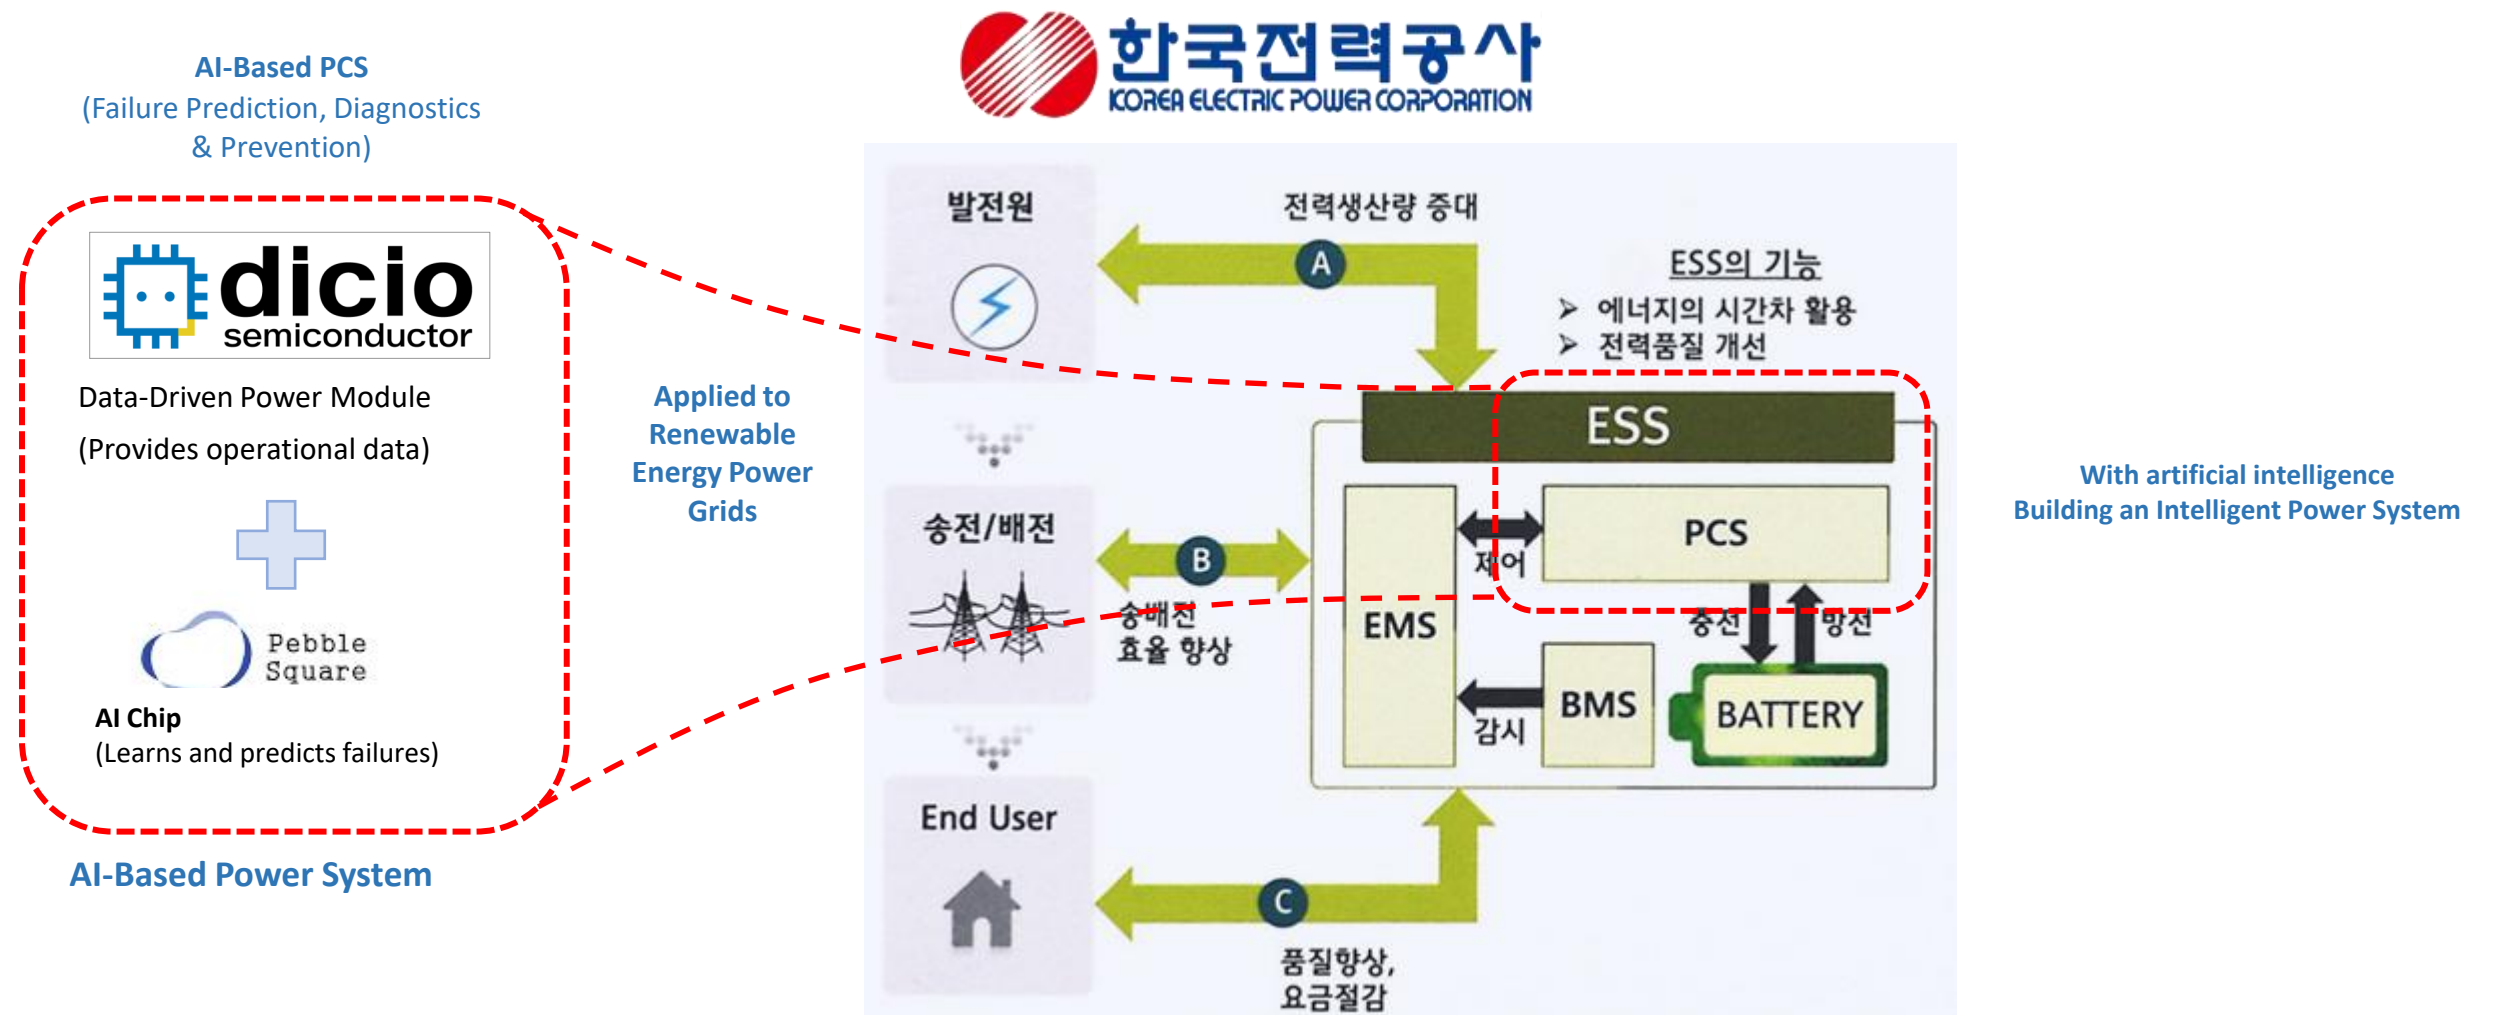 한국전력공사
KOREA ELECTRIC POWER CORPORATION
AI-Based PCS
(Failure Prediction, Diagnostics
& Prevention)
dicio
semiconductor
Data-Driven Power Module
(Provides operational data)
Pebble
Square
AI Chip
(Learns and predicts failures)
AI-Based Power System
Applied to
Renewable
Energy Power
Grids
발전원
전력생산량 증대
A
ESS의 기능
➢ 에너지의 시간차 활용
➢ 전력품질 개선
ESS
송전/배전
B
송배전
효율 향상
EMS
제어
PCS
충전
방전
감시
BMS
BATTERY
End User
C
품질향상,
요금절감
With artificial intelligence
Building an Intelligent Power System